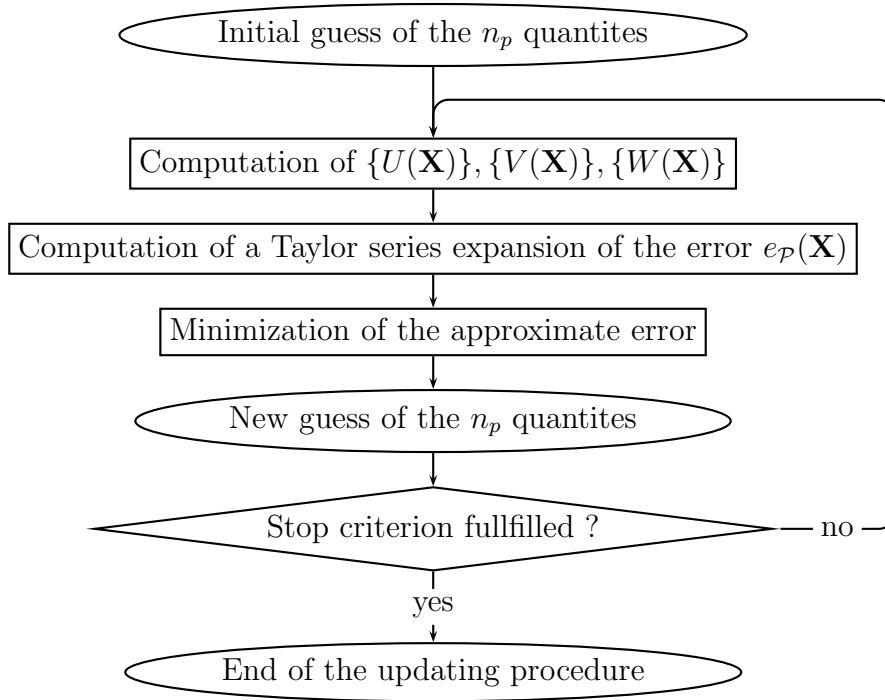 Initial guess of the $n_p$ quantites
Computation of $\{U(\mathbf{X})\}, \{V(\mathbf{X})\}, \{W(\mathbf{X})\}$
Computation of a Taylor series expansion of the error $e_{\mathcal{P}}(\mathbf{X})$
Minimization of the approximate error
New guess of the $n_p$ quantites
Stop criterion fullfilled ?
no
yes
End of the updating procedure